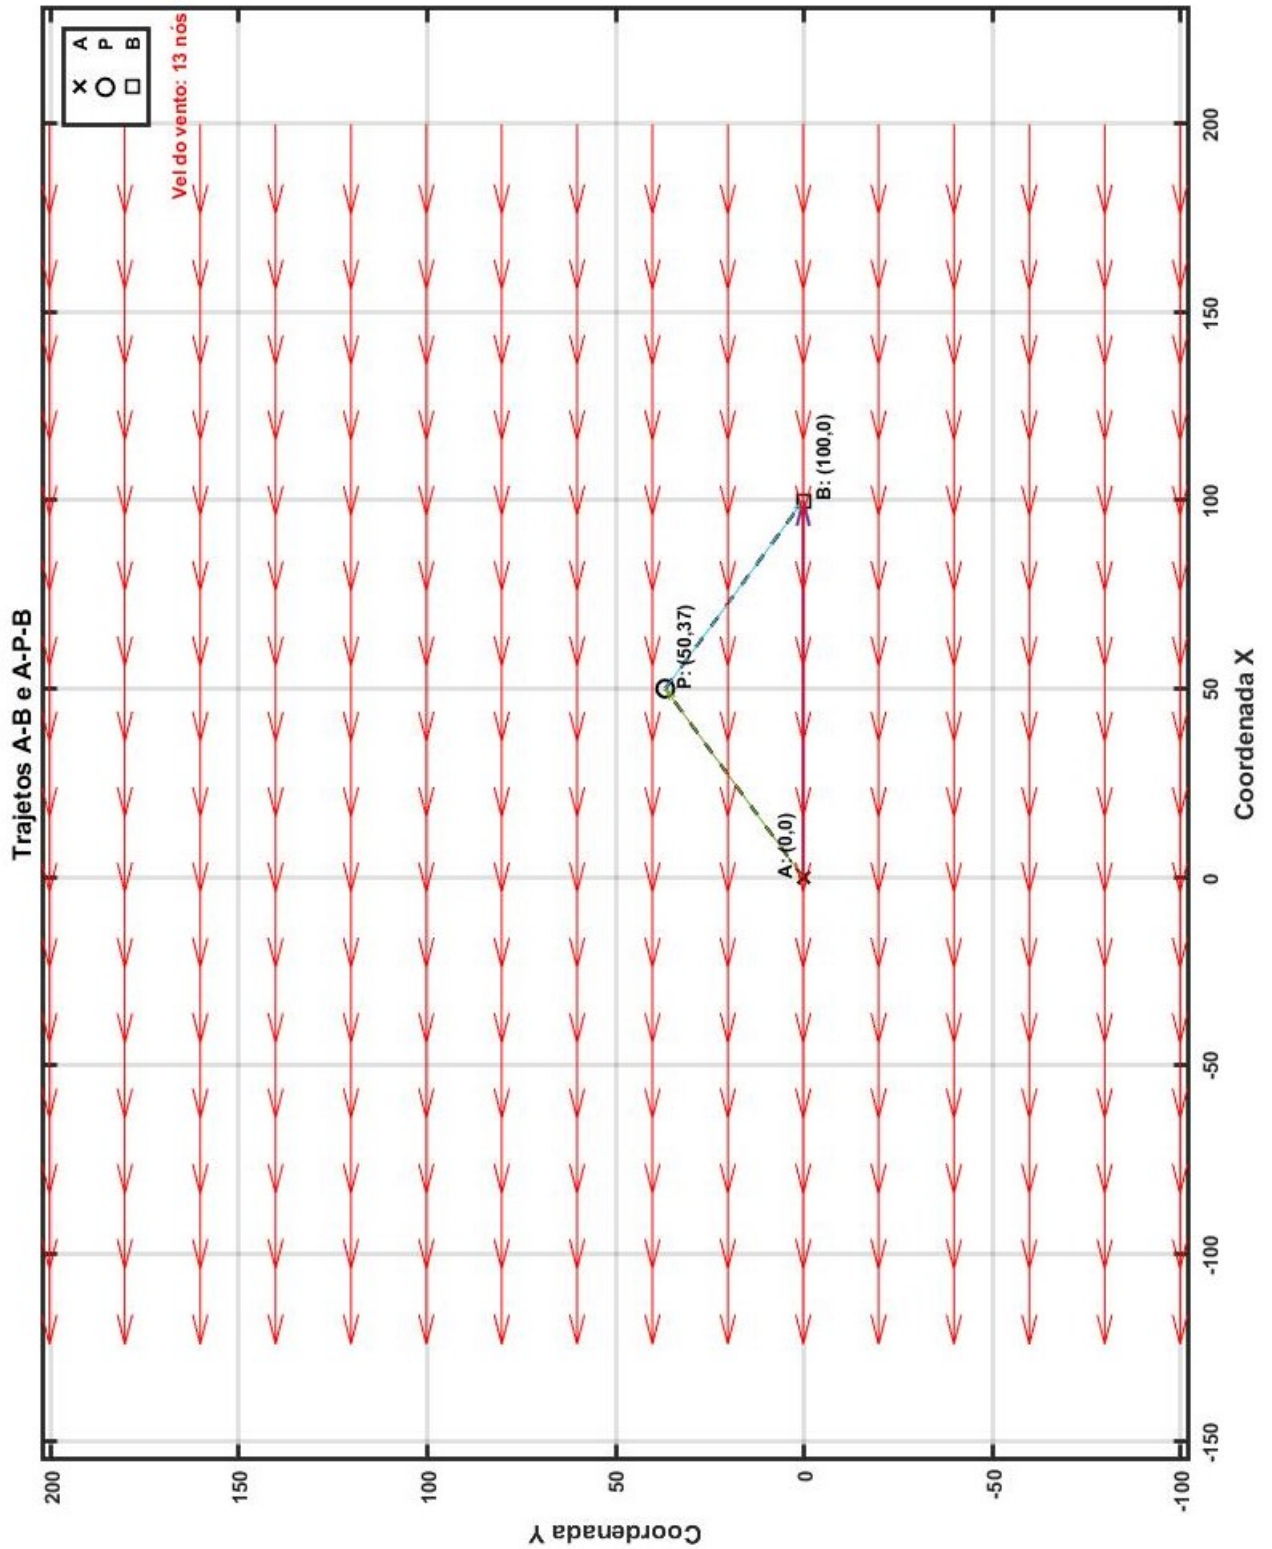 Trajetos A-B e A-P-B
A
P
B
Vel do vento: 13 nós
200
150
100
50
0
-50
-100
Coordenada Y
P: (50,37)
A: (0,0)
B: (100,0)
-150
-100
-50
0
50
100
150
200
Coordenada X